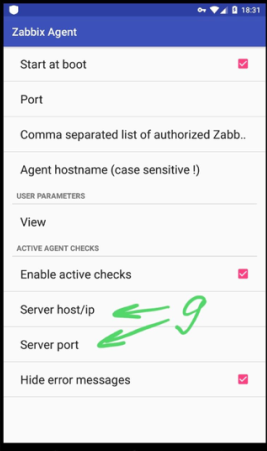 18:31
Zabbix Agent
Start at boot
Port
Comma separated list of authorized Zabb..
Agent hostname (case sensitive !)
USER PARAMETERS
View
ACTIVE AGENT CHECKS
Enable active checks
Server host/ip
9
Server port
Hide error messages